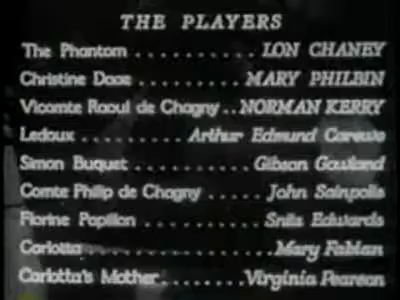 THE PLAYERS
The Phantom .......... LON CHANEY
Christine Daae ........ MARY PHILBIN
Vicomte Raoul de Chagny .. NORMAN KERRY
Ledoux ......... Arthur Edmund Carewe
Simon Buquet ........... Gibson Gowland
Comte Philip de Chagny ..... John Sainpolis
Florine Papillon .......... Snitz Edwards
Carlotta ................ Mary Fabian
Carlotta's Mother ........ Virginia Pearson